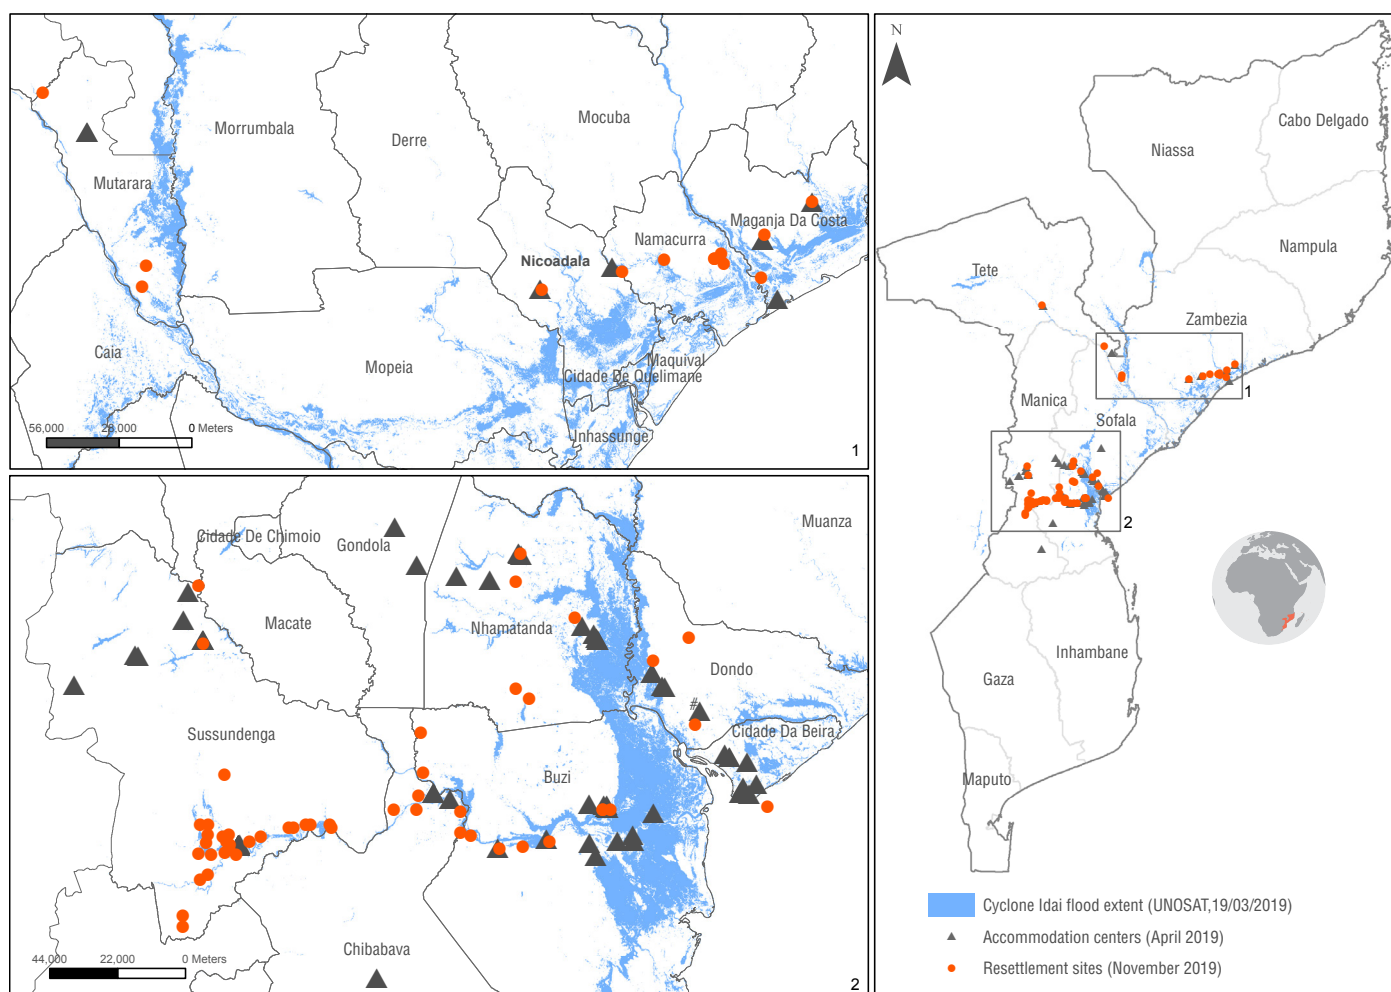 Morrumbala
Derre
Mocuba
Mutarara
Maganja Da Costa
Namacurra
Nicoadala
Caia
Mopeia
Maquival
Cidade De Quelimane
Inhassunge
56,000 28,000 0 Meters
1
Cidade De Chimoio
Gondola
Muanza
Macate
Nhamatanda
Dondo
#
Sussundenga
Cidade Da Beira
Buzi
Chibabava
44,000 22,000 0 Meters
2
N
Cabo Delgado
Niassa
Nampula
Tete
Zambezia
1
Manica
Sofala
2
Inhambane
Gaza
Maputo
Cyclone Idai flood extent (UNOSAT,19/03/2019)
Accommodation centers (April 2019)
Resettlement sites (November 2019)